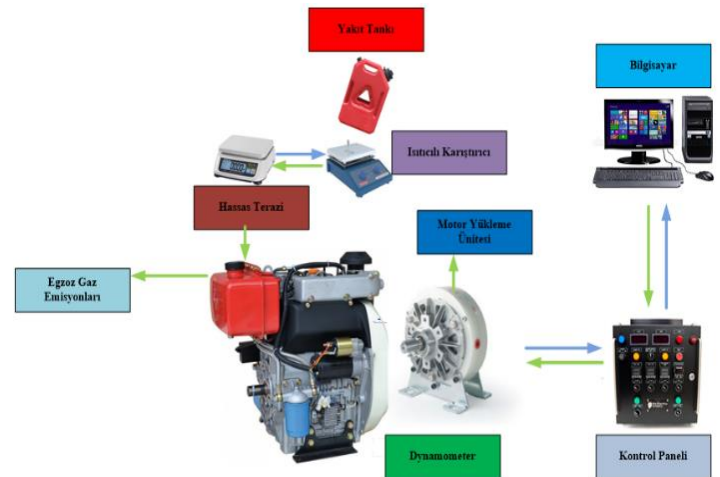 Yakıt Tankı
Bilgisayar
Isıtıcılı Karıştırıcı
Hassas Terazi
Motor Yükleme
Ünitesi
Egzoz Gaz
Emisyonları
Dynamometer
Kontrol Paneli